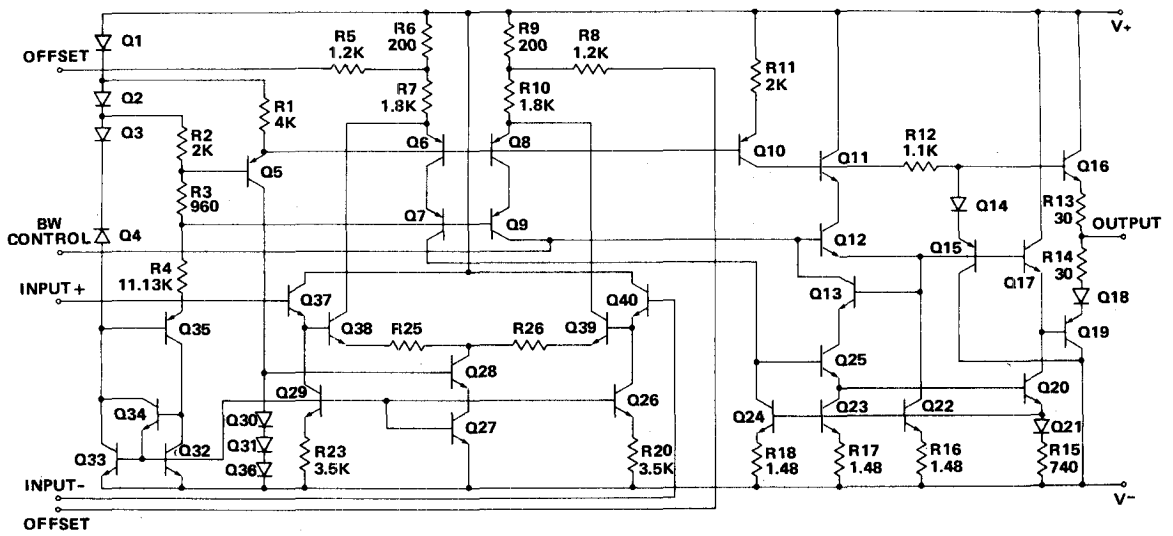 V+
Q1
OFFSET
R5
1.2K
R6
200
R9
200
R8
1.2K
Q2
R7
1.8K
R10
1.8K
R11
2K
R1
4K
Q3
R2
2K
Q5
Q6
Q8
Q10
Q11
R12
1.1K
Q16
R3
960
Q14
R13
30
OUTPUT
BW
CONTROL
Q4
Q7
Q9
Q12
Q15
Q17
R14
30
R4
11.13K
INPUT+
Q37
Q40
Q13
Q18
Q35
Q38
R25
R26
Q39
Q19
Q28
Q25
Q34
Q29
Q26
Q20
Q30
Q27
Q24
Q23
Q22
Q21
Q33
Q32
Q31
Q36
R23
3.5K
R20
3.5K
R18
1.48
R17
1.48
R16
1.48
R15
740
INPUT-
V-
OFFSET